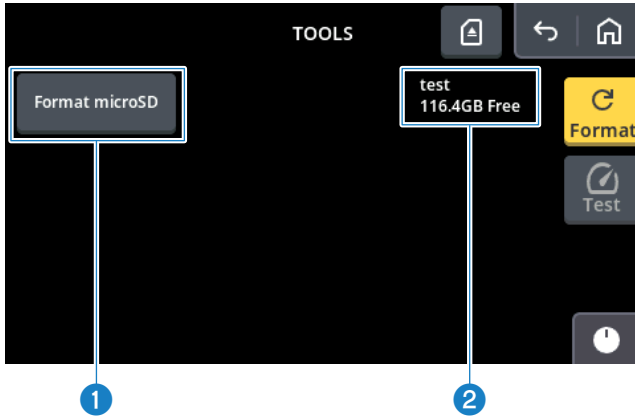 TOOLS
Format microSD
test
116.4GB Free
Format
Test
1
2